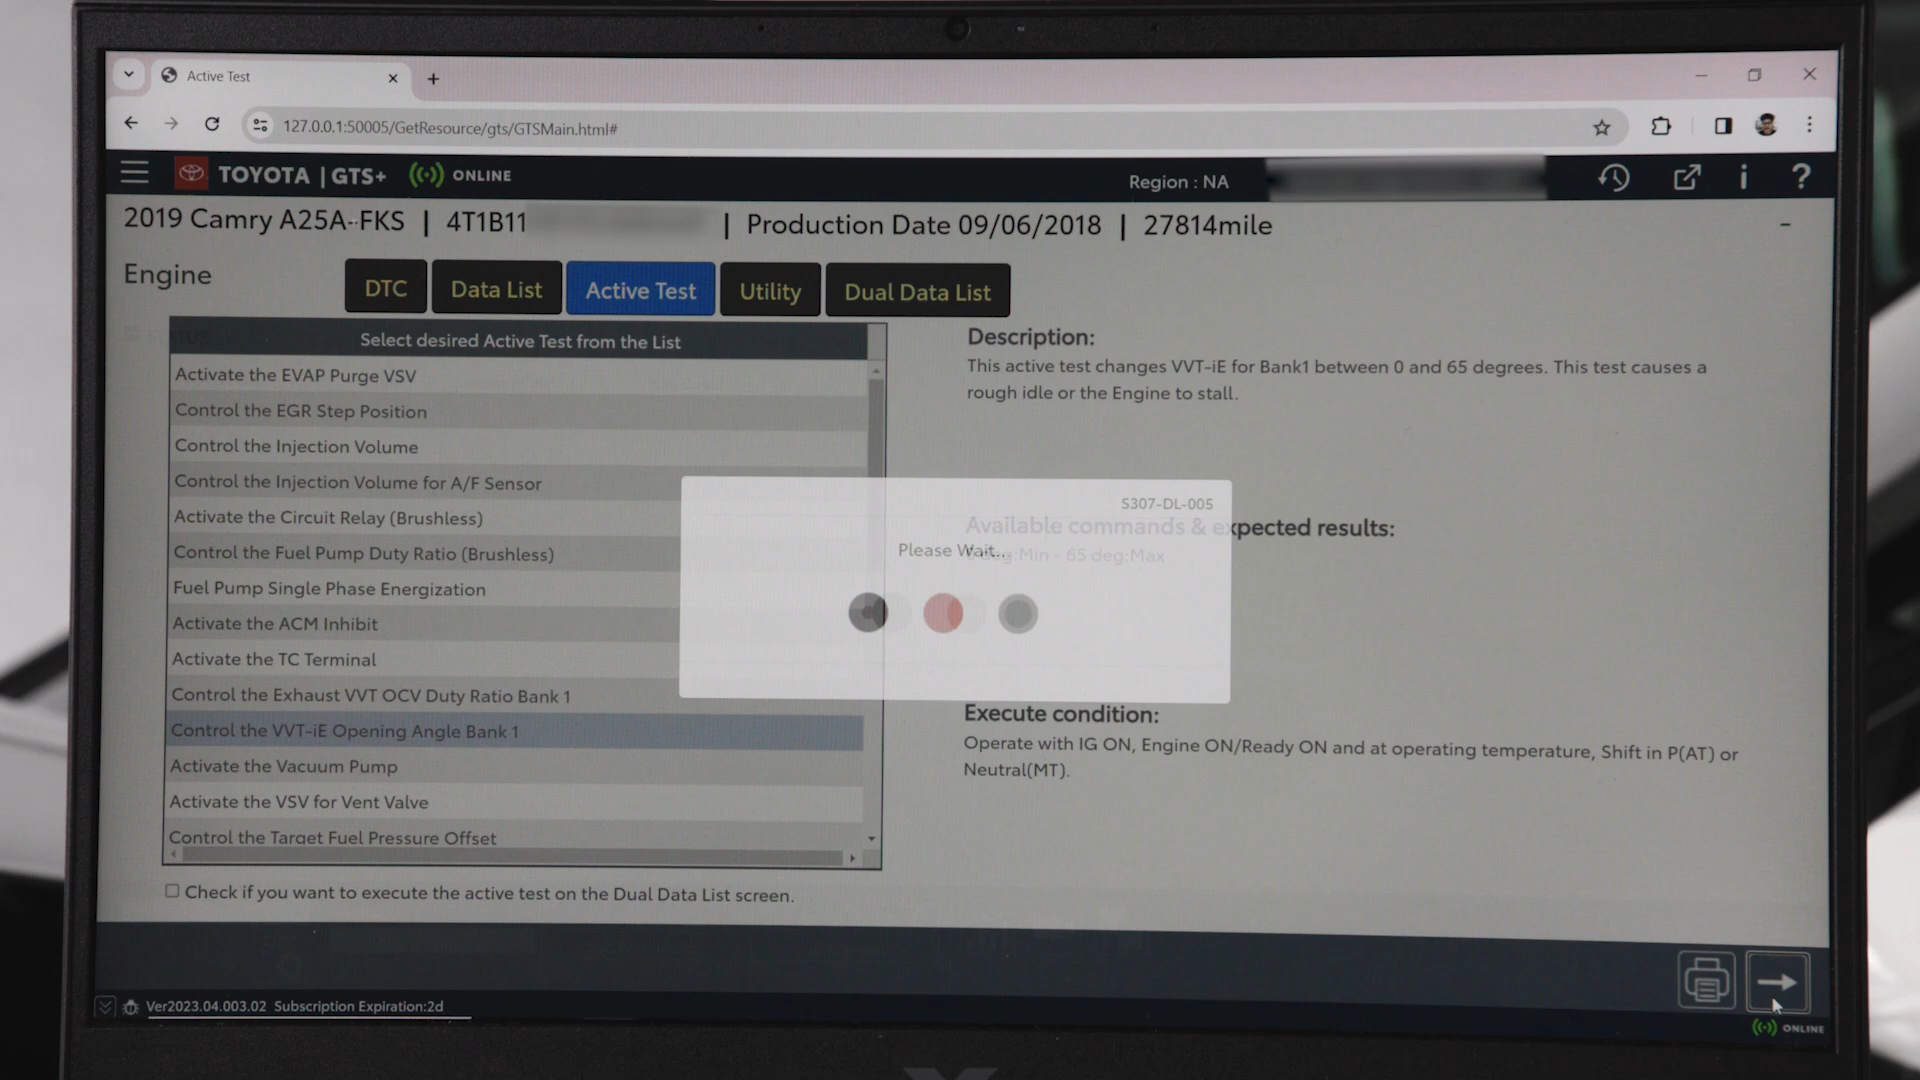 Active Test
127.0.0.1:50005/GetResource/gts/GTSMain.html#
TOYOTA | GTS+ ONLINE Region : NA
2019 Camry A25A-FKS | 4T1B11 | Production Date 09/06/2018 | 27814mile
Engine
DTC
Data List
Active Test
Utility
Dual Data List
Select desired Active Test from the List
Activate the EVAP Purge VSV
Control the EGR Step Position
Control the Injection Volume
Control the Injection Volume for A/F Sensor
Activate the Circuit Relay (Brushless)
Control the Fuel Pump Duty Ratio (Brushless)
Fuel Pump Single Phase Energization
Activate the ACM Inhibit
Activate the TC Terminal
Control the Exhaust VVT OCV Duty Ratio Bank 1
Control the VVT-iE Opening Angle Bank 1
Activate the Vacuum Pump
Activate the VSV for Vent Valve
Control the Target Fuel Pressure Offset
Check if you want to execute the active test on the Dual Data List screen.
Description:
This active test changes VVT-iE for Bank1 between 0 and 65 degrees. This test causes a
rough idle or the Engine to stall.
S307-DL-005
Available commands & expected results:
Please Wait...
deg:Min - 65 deg:Max
Execute condition:
Operate with IG ON, Engine ON/Ready ON and at operating temperature, Shift in P(AT) or
Neutral(MT).
Ver2023.04.003.02 Subscription Expiration:2d
ONLINE